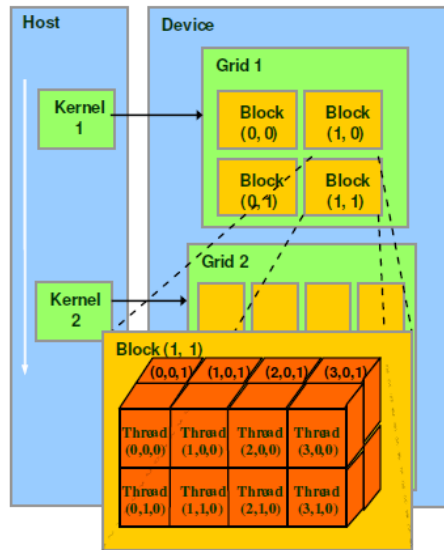 Host
Device
Grid 1
Kernel
1
Block
(0, 0)
Block
(1, 0)
Block
(0, 1)
Block
(1, 1)
Grid 2
Kernel
2
Block (1, 1)
(0,0,1) (1,0,1) (2,0,1) (3,0,1)
Thread Thread Thread Thread
(0,0,0) (1,0,0) (2,0,0) (3,0,0)
Thread Thread Thread Thread
(0,1,0) (1,1,0) (2,1,0) (3,1,0)